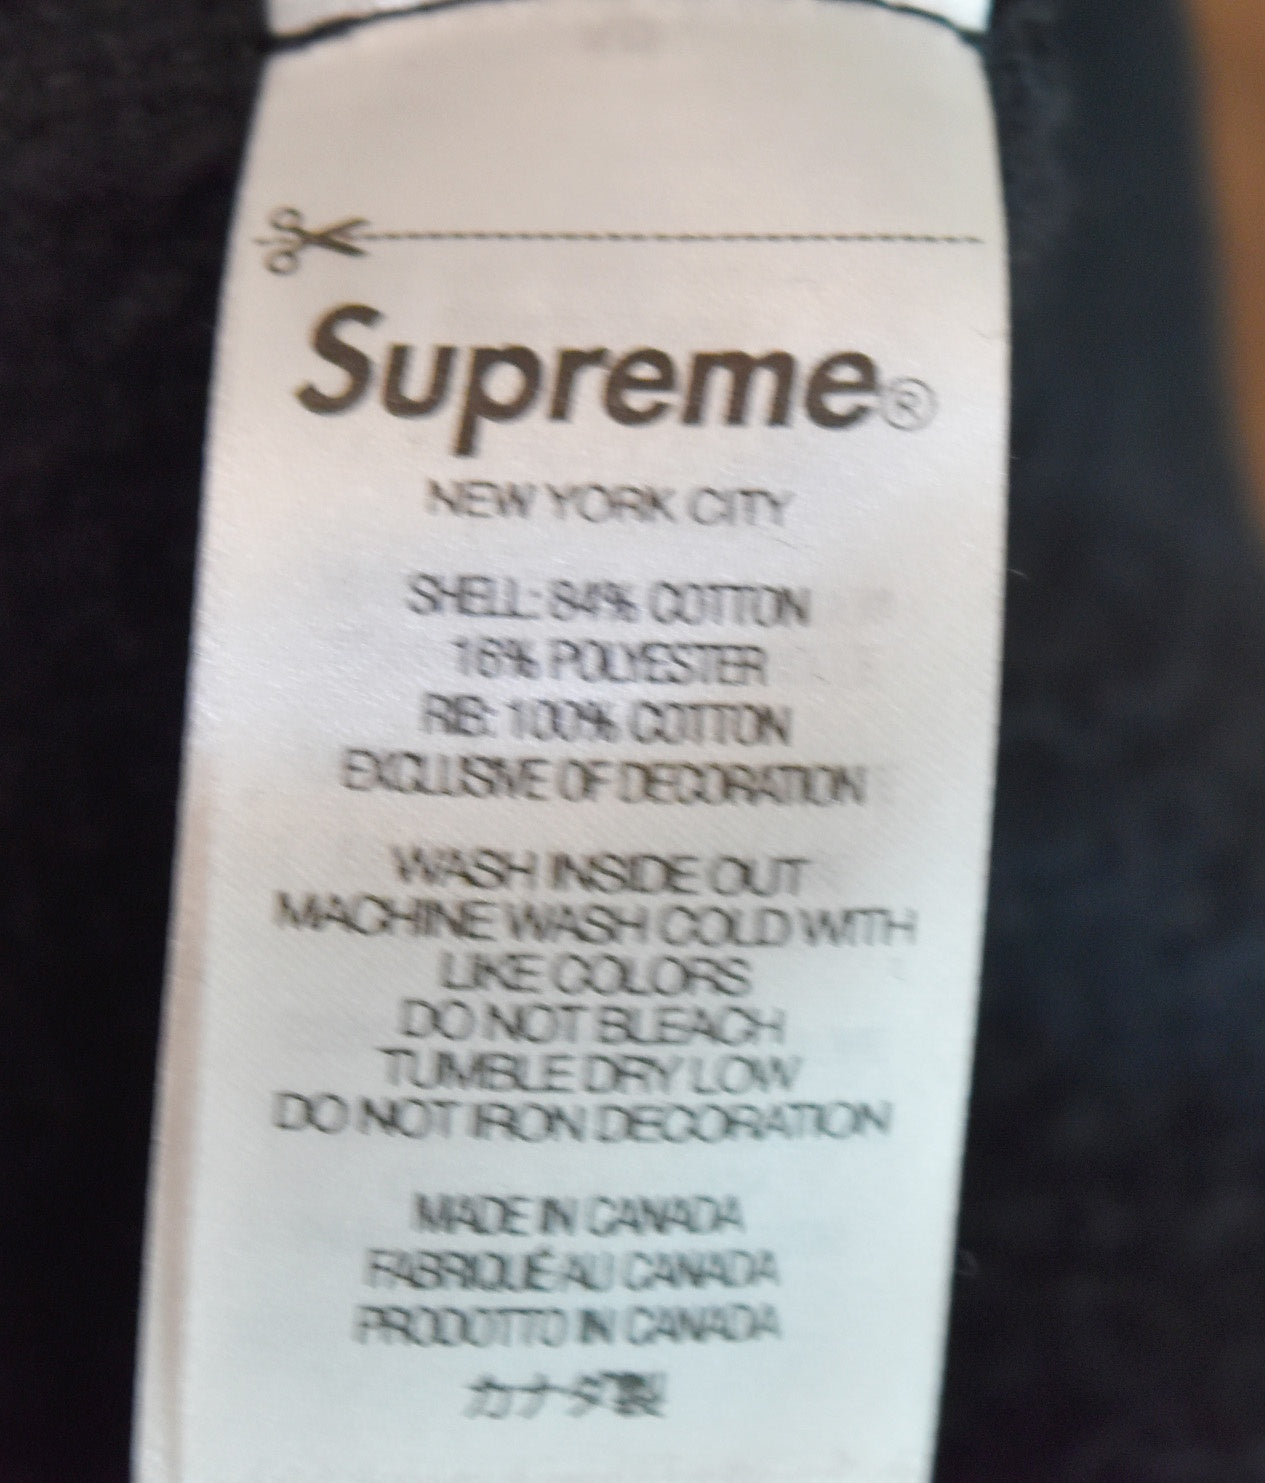 Supreme®
NEW YORK CITY
SHELL: 84% COTTON
16% POLYESTER
RIB: 100% COTTON
EXCLUSIVE OF DECORATION
WASH INSIDE OUT
MACHINE WASH COLD WITH
LIKE COLORS
DO NOT BLEACH
TUMBLE DRY LOW
DO NOT IRON DECORATION
MADE IN CANADA
FABRIQUÉ AU CANADA
PRODOTTO IN CANADA
カナダ製